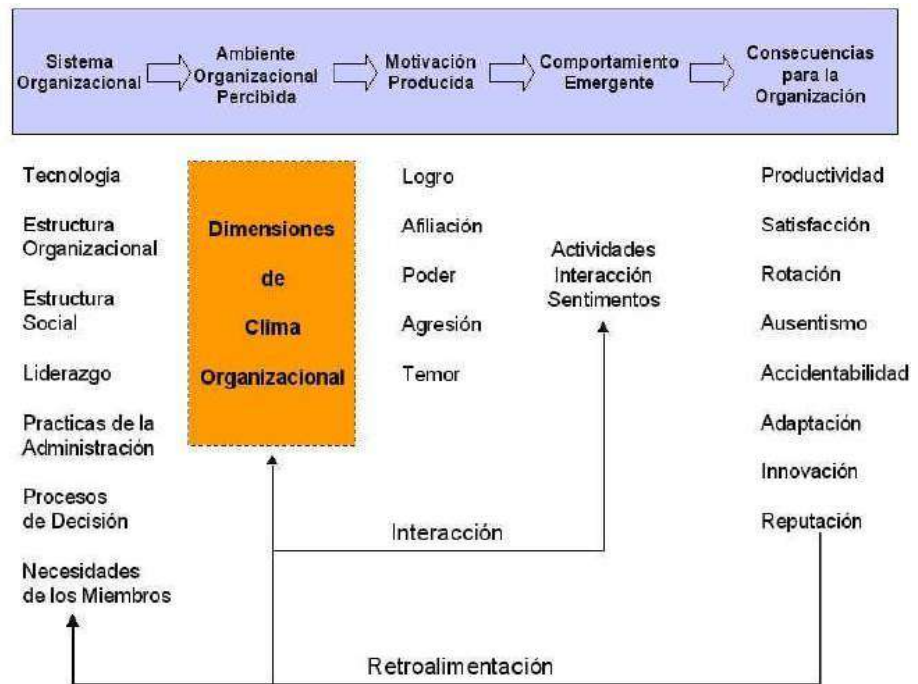 Sistema
Organizacional
Ambiente
Organizacional
Percibida
Motivación
Producida
Comportamiento
Emergente
Consecuencias
para la
Organización
Tecnologia
Estructura
Organizacional
Estructura
Social
Liderazgo
Practicas de la
Administración
Procesos
de Decisión
Necesidades
de los Miembros
Dimensiones
de
Clima
Organizacional
Logro
Afiliación
Poder
Agresión
Temor
Actividades
Interacción
Sentimentos
Productividad
Satisfacción
Rotación
Ausentismo
Accidentabilidad
Adaptación
Innovación
Reputación
Interacción
Retroalimentación